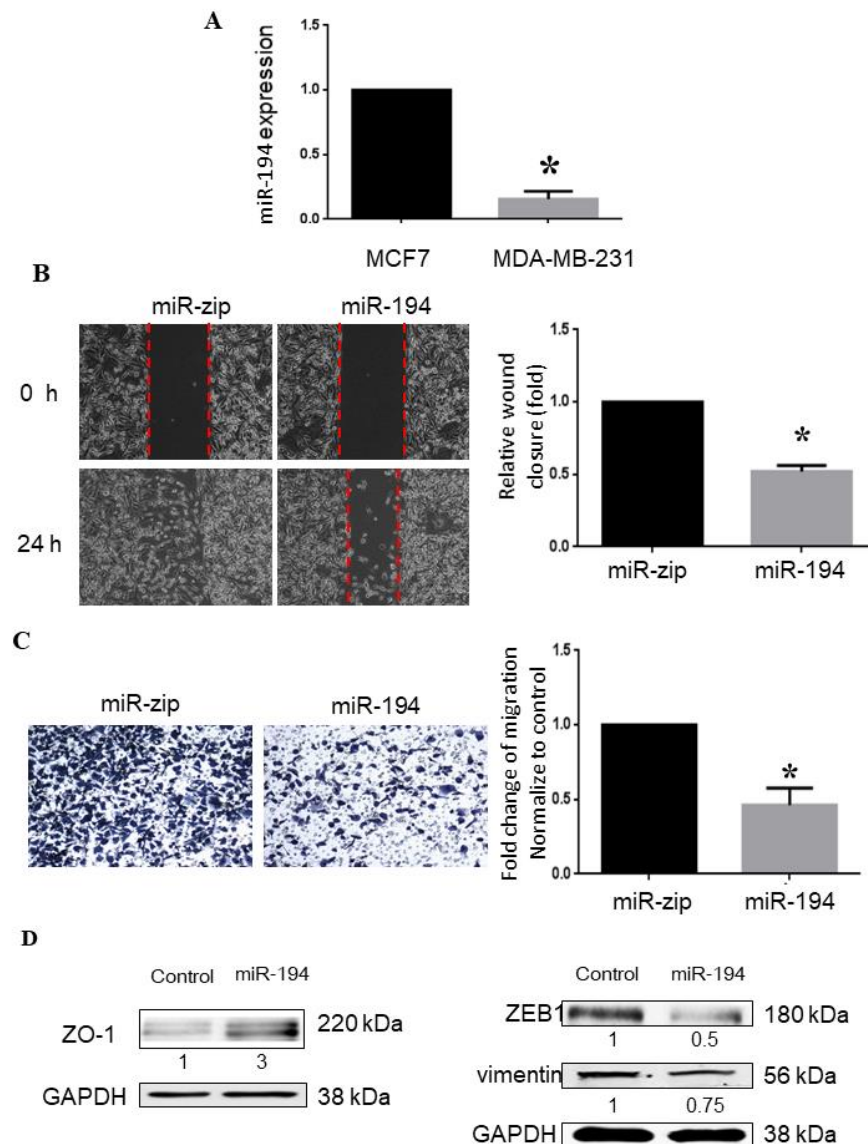 A
miR-194 expression
1.5
1.0
0.5
0.0
*
MCF7 MDA-MB-231
B
miR-zip miR-194
0 h
24 h
Relative wound
closure (fold)
1.5
1.0
0.5
0.0
*
miR-zip miR-194
C
miR-zip miR-194
Fold change of migration
Normalize to control
1.5
1.0
0.5
0.0
*
miR-zip miR-194
D
Control miR-194
ZO-1 220 kDa
1 3
GAPDH 38 kDa
Control miR-194
ZEB1 180 kDa
1 0.5
vimentin 56 kDa
1 0.75
GAPDH 38 kDa